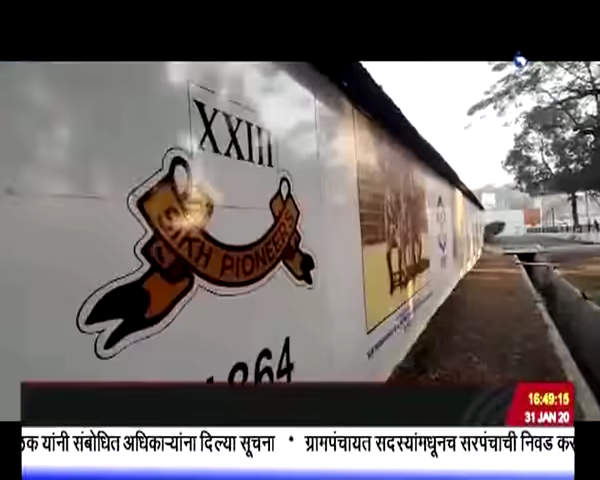 XXIII
SIKH PIONEERS
1864
16:49:15
31 JAN 20
ठक यांनी संबोधित अधिकाऱ्यांना दिल्या सूचना • ग्रामपंचायत सदस्यांमधूनच सरपंचाची निवड कर